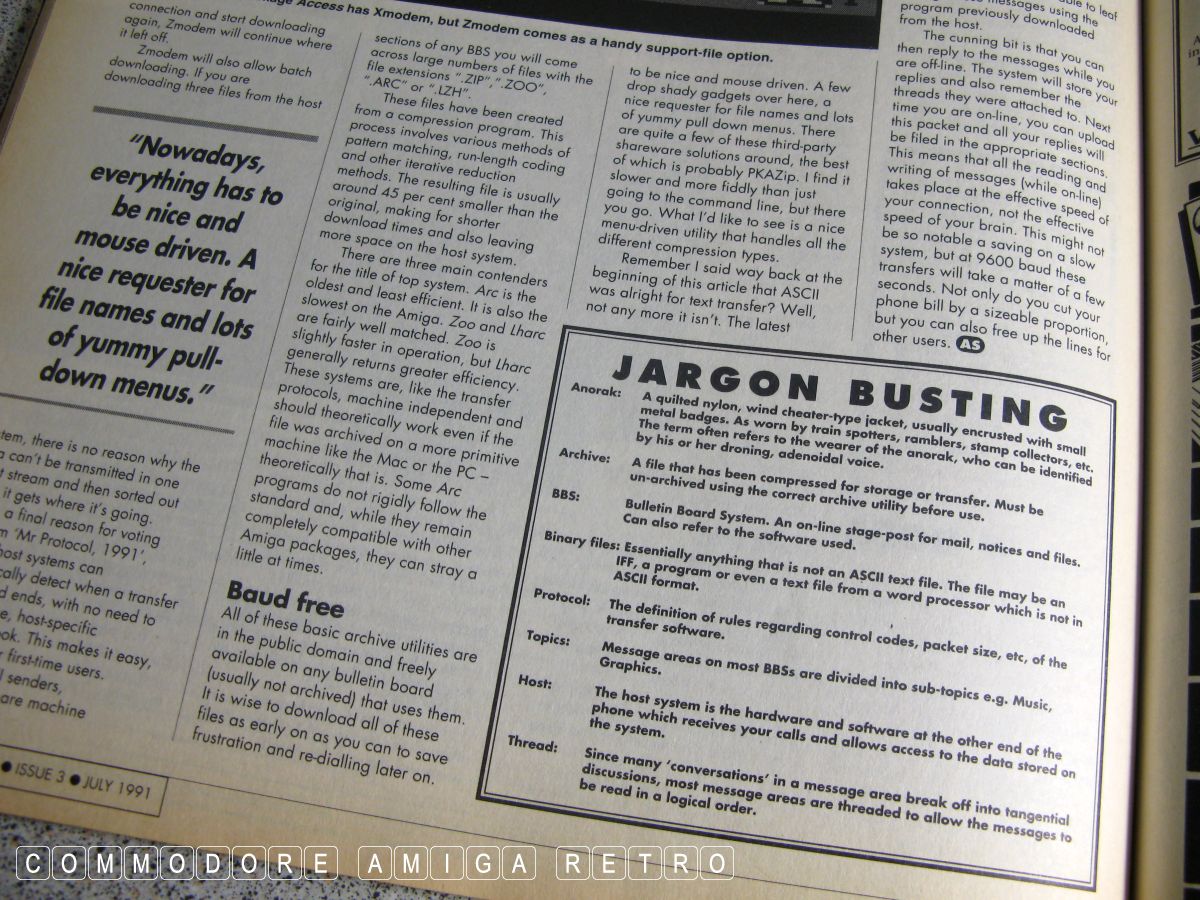 Access has Xmodem, but Zmodem comes as a handy support-file option.
connection and start downloading
again, Zmodem will continue where
it left off.
Zmodem will also allow batch
downloading. If you are
downloading three files from the host
“Nowadays,
everything has to
be nice and
mouse driven. A
nice requester for
file names and lots
of yummy pull-
down menus.”
there is no reason why the
can't be transmitted in one
stream and then sorted out
it gets where it's going.
a final reason for voting
‘Mr Protocol, 1991’,
host systems can
detect when a transfer
ends, with no need to
host-specific
This makes it easy,
first-time users.
senders,
are machine
● ISSUE 3 ● JULY 1991
sections of any BBS you will come
across large numbers of files with the
file extensions “.ZIP”,“.ZOO”,
“.ARC” or “.LZH”.
These files have been created
from a compression program. This
process involves various methods of
pattern matching, run-length coding
and other iterative reduction
methods. The resulting file is usually
around 45 per cent smaller than the
original, making for shorter
download times and also leaving
more space on the host system.
There are three main contenders
for the title of top system. Arc is the
oldest and least efficient. It is also the
slowest on the Amiga. Zoo and Lharc
are fairly well matched. Zoo is
slightly faster in operation, but Lharc
generally returns greater efficiency.
These systems are, like the transfer
protocols, machine independent and
should theoretically work even if the
file was archived on a more primitive
machine like the Mac or the PC –
theoretically that is. Some Arc
programs do not rigidly follow the
standard and, while they remain
completely compatible with other
Amiga packages, they can stray a
little at times.
Baud free
All of these basic archive utilities are
in the public domain and freely
available on any bulletin board
(usually not archived) that uses them.
It is wise to download all of these
files as early on as you can to save
frustration and re-dialling later on.
to be nice and mouse driven. A few
drop shady gadgets over here, a
nice requester for file names and lots
of yummy pull down menus. There
are quite a few of these third-party
shareware solutions around, the best
of which is probably PKAZip. I find it
slower and more fiddly than just
going to the command line, but there
you go. What I'd like to see is a nice
menu-driven utility that handles all the
different compression types.
Remember I said way back at the
beginning of this article that ASCII
was alright for text transfer? Well,
not any more it isn't. The latest
to leaf
messages using the
program previously downloaded
from the host.
The cunning bit is that you can
then reply to the messages while you
are off-line. The system will store your
replies and also remember the
threads they were attached to. Next
time you are on-line, you can upload
this packet and all your replies will
be filed in the appropriate sections.
This means that all the reading and
writing of messages (while on-line)
takes place at the effective speed of
your connection, not the effective
speed of your brain. This might not
be so notable a saving on a slow
system, but at 9600 baud these
transfers will take a matter of a few
seconds. Not only do you cut your
phone bill by a sizeable proportion,
but you can also free up the lines for
other users. AS
JARGON BUSTING
Anorak: A quilted nylon, wind cheater-type jacket, usually encrusted with small
metal badges. As worn by train spotters, ramblers, stamp collectors, etc.
The term often refers to the wearer of the anorak, who can be identified
by his or her droning, adenoidal voice.
Archive: A file that has been compressed for storage or transfer. Must be
un-archived using the correct archive utility before use.
BBS: Bulletin Board System. An on-line stage-post for mail, notices and files.
Can also refer to the software used.
Binary files: Essentially anything that is not an ASCII text file. The file may be an
IFF, a program or even a text file from a word processor which is not in
ASCII format.
Protocol: The definition of rules regarding control codes, packet size, etc, of the
transfer software.
Topics: Message areas on most BBSs are divided into sub-topics e.g. Music,
Graphics.
Host: The host system is the hardware and software at the other end of the
phone which receives your calls and allows access to the data stored on
the system.
Thread: Since many ‘conversations’ in a message area break off into tangential
discussions, most message areas are threaded to allow the messages to
be read in a logical order.
COMMODORE AMIGA RETRO